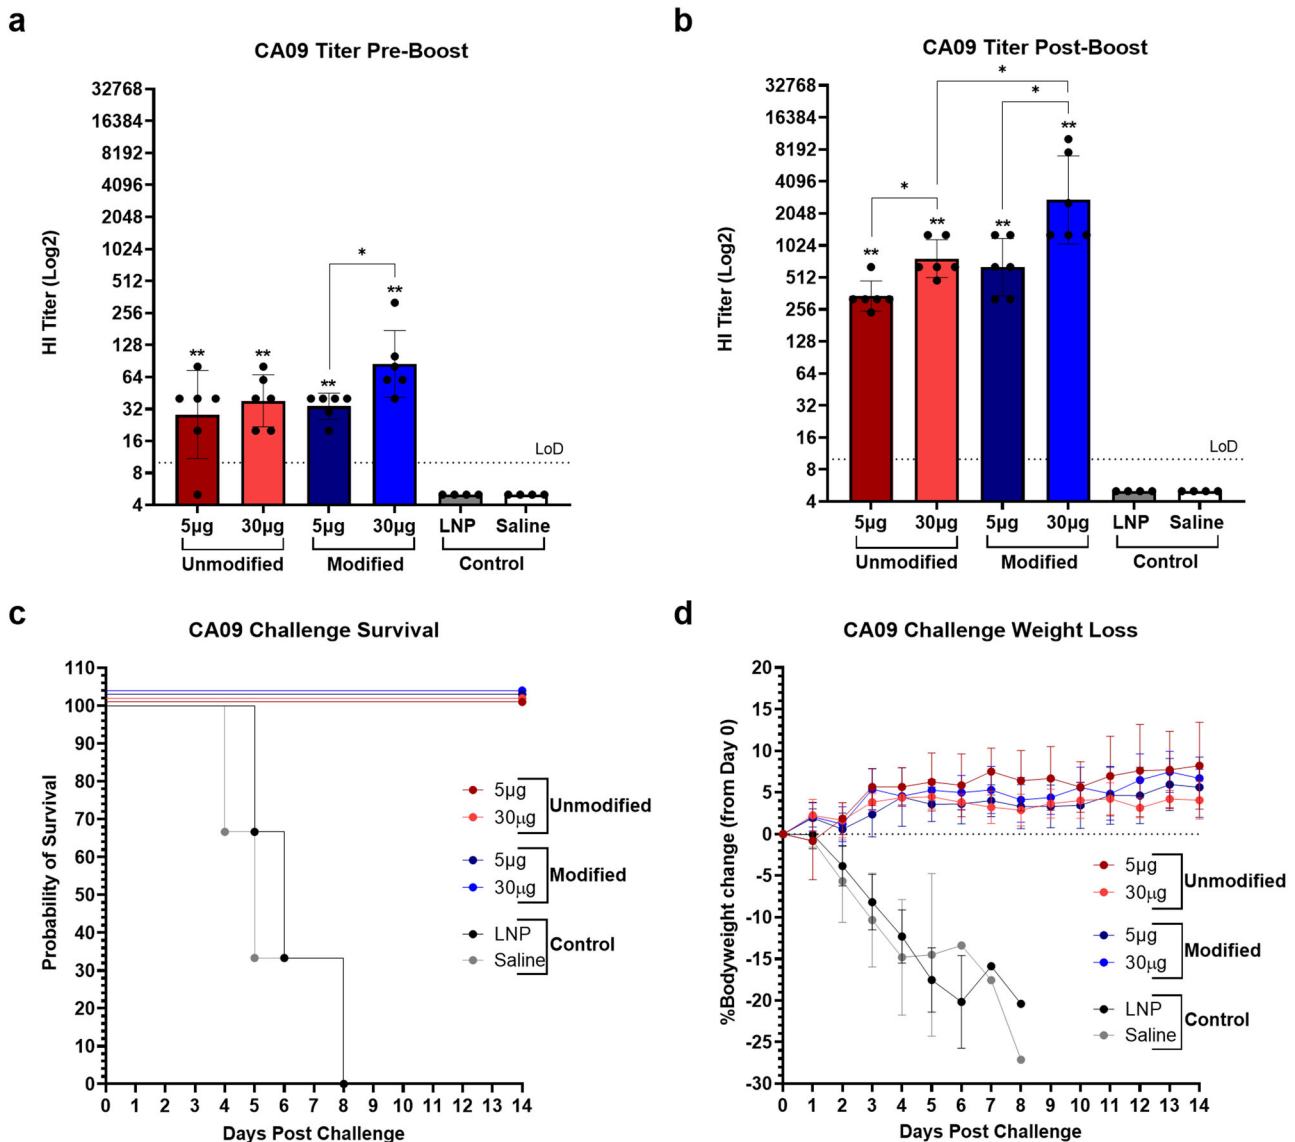 a
CA09 Titer Pre-Boost
HI Titer (Log2)
32768
16384
8192
4096
2048
1024
512
256
128
64
32
16
8
4
**
**
**
*
**
LoD
5µg
30µg
5µg
30µg
LNP
Saline
Unmodified
Modified
Control
b
CA09 Titer Post-Boost
HI Titer (Log2)
32768
16384
8192
4096
2048
1024
512
256
128
64
32
16
8
4
*
*
**
*
**
**
**
LoD
5µg
30µg
5µg
30µg
LNP
Saline
Unmodified
Modified
Control
c
CA09 Challenge Survival
Probability of Survival
110
100
90
80
70
60
50
40
30
20
10
0
5µg
30µg
Unmodified
5µg
30µg
Modified
LNP
Saline
Control
0 1 2 3 4 5 6 7 8 9 10 11 12 13 14
Days Post Challenge
d
CA09 Challenge Weight Loss
%Bodyweight change (from Day 0)
20
15
10
5
0
-5
-10
-15
-20
-25
-30
5µg
30µg
Unmodified
5µg
30µg
Modified
LNP
Saline
Control
0 1 2 3 4 5 6 7 8 9 10 11 12 13 14
Days Post Challenge